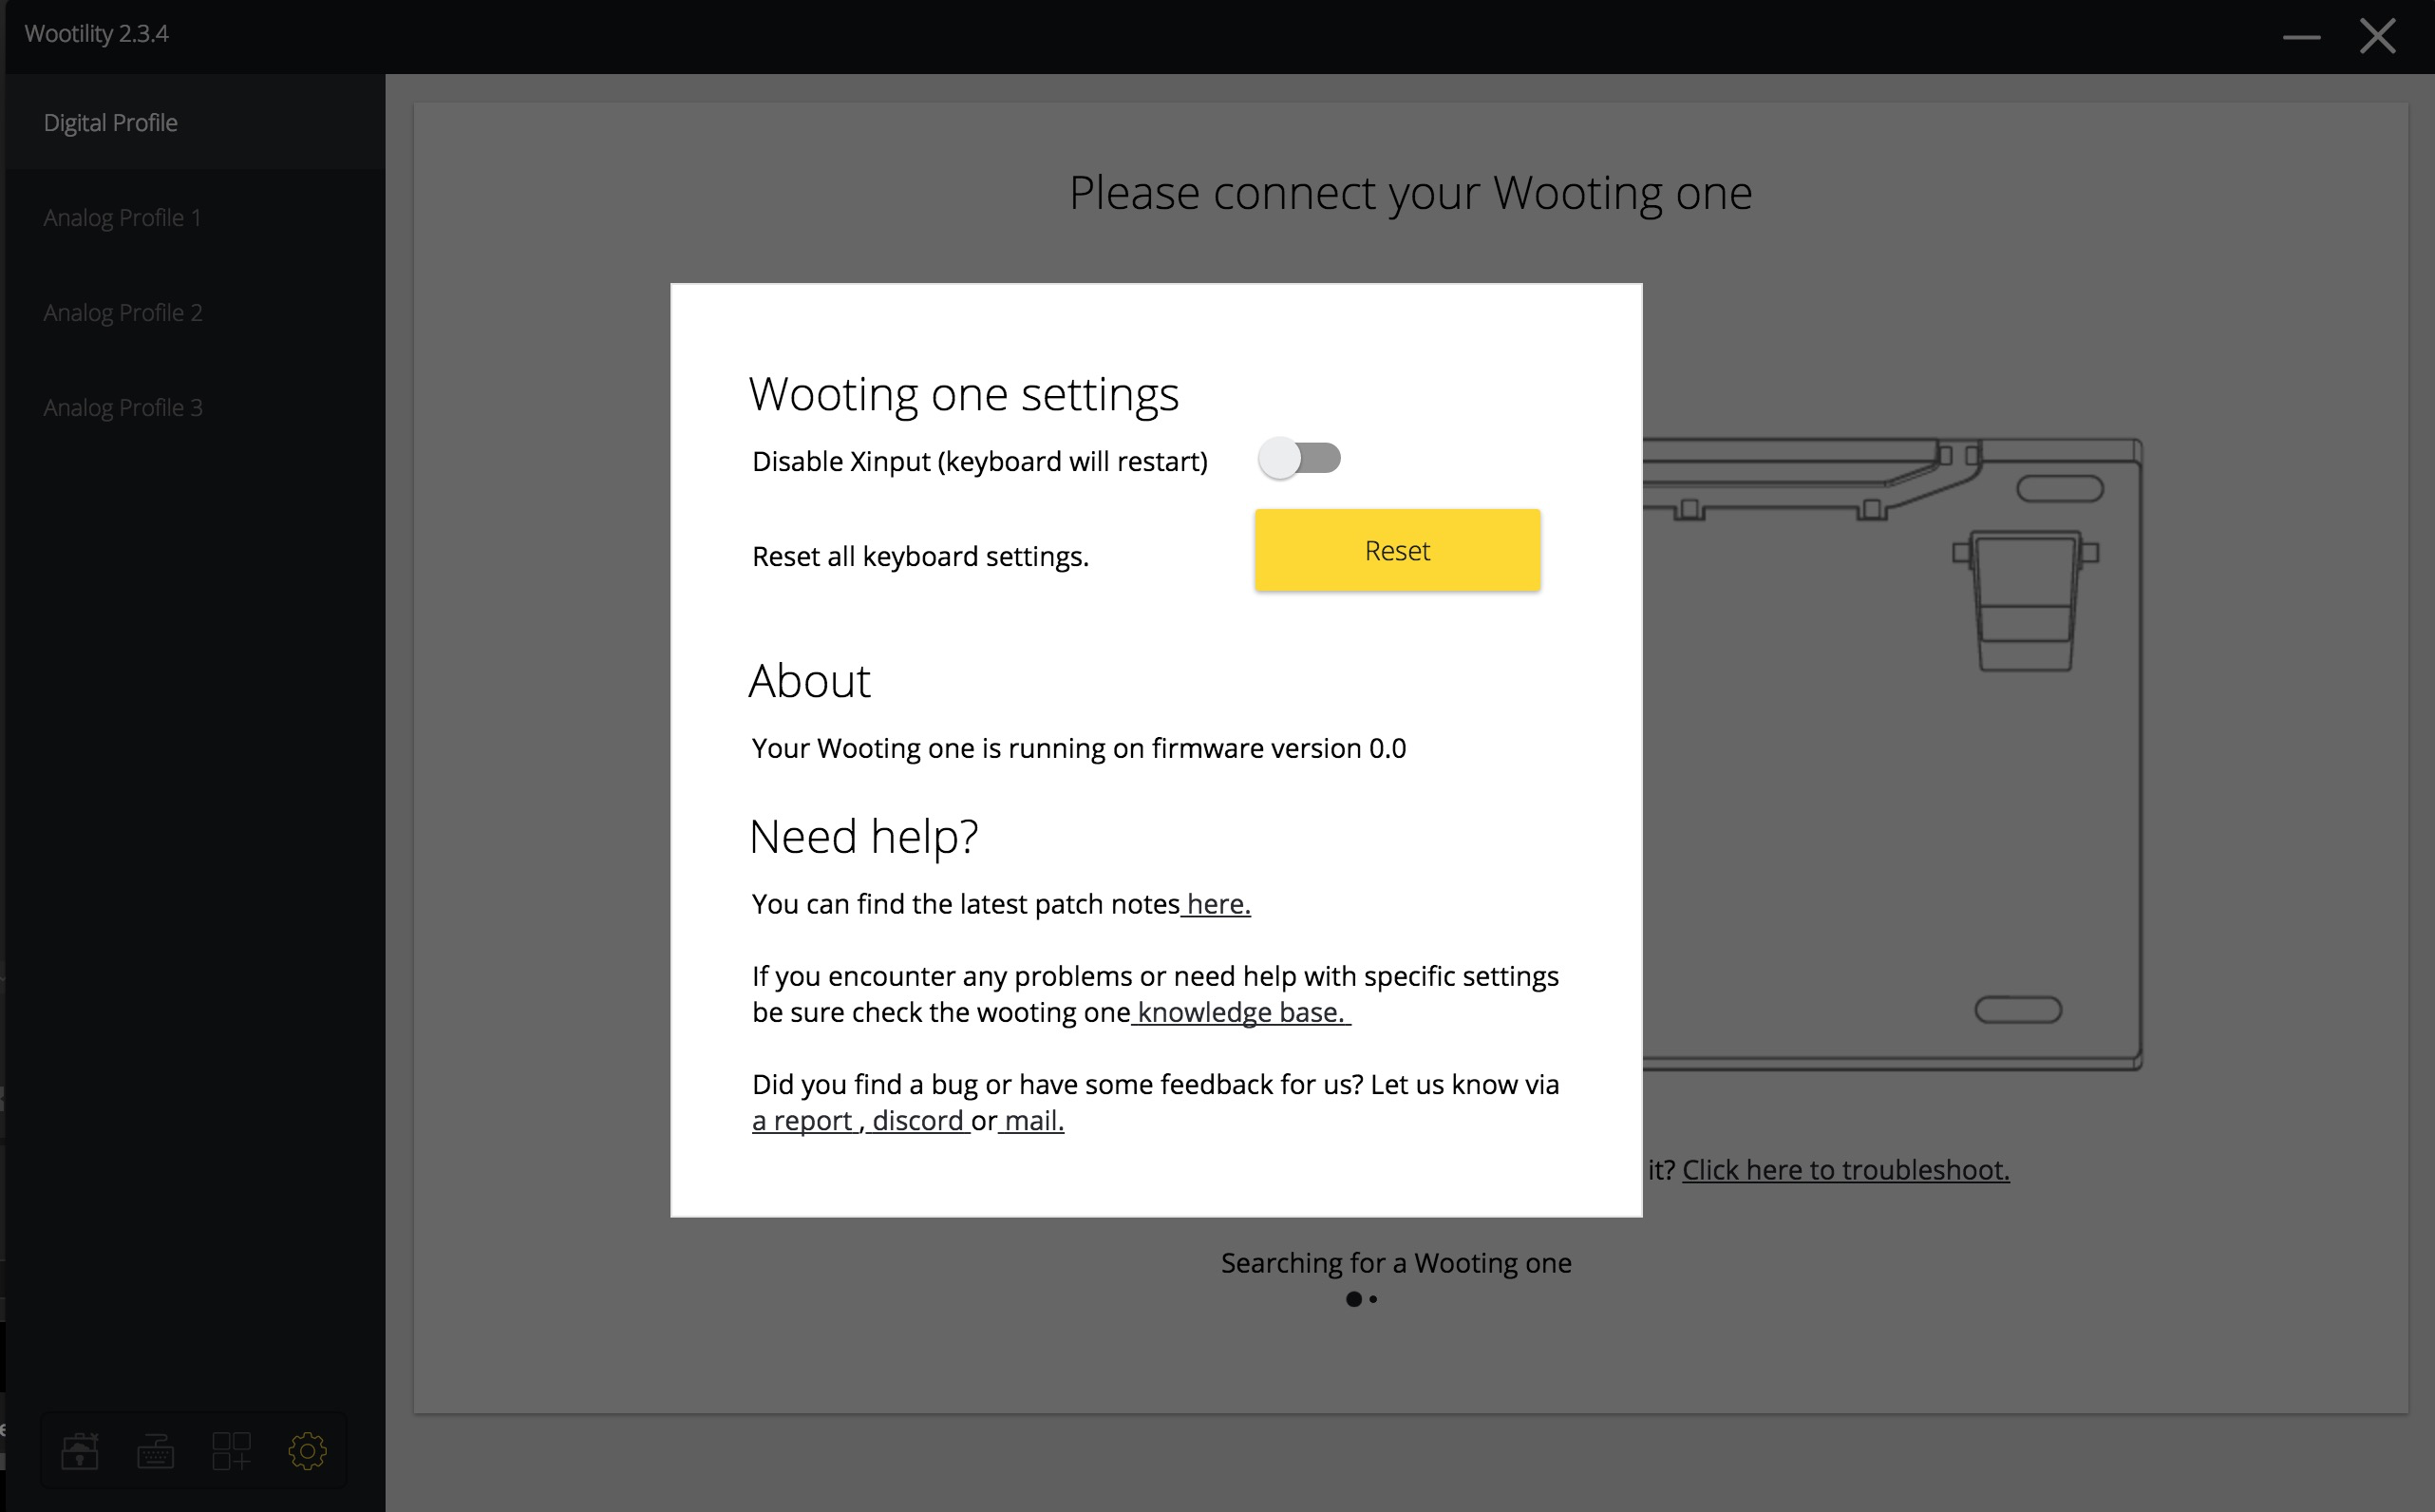 Wootility 2.3.4
Digital Profile
Analog Profile 1
Analog Profile 2
Analog Profile 3
Please connect your Wooting one
Wooting one settings
Disable Xinput (keyboard will restart)
Reset all keyboard settings.
Reset
About
Your Wooting one is running on firmware version 0.0
Need help?
You can find the latest patch notes here.
If you encounter any problems or need help with specific settings
be sure check the wooting one knowledge base.
Did you find a bug or have some feedback for us? Let us know via
a report , discord or mail.
it? Click here to troubleshoot.
Searching for a Wooting one